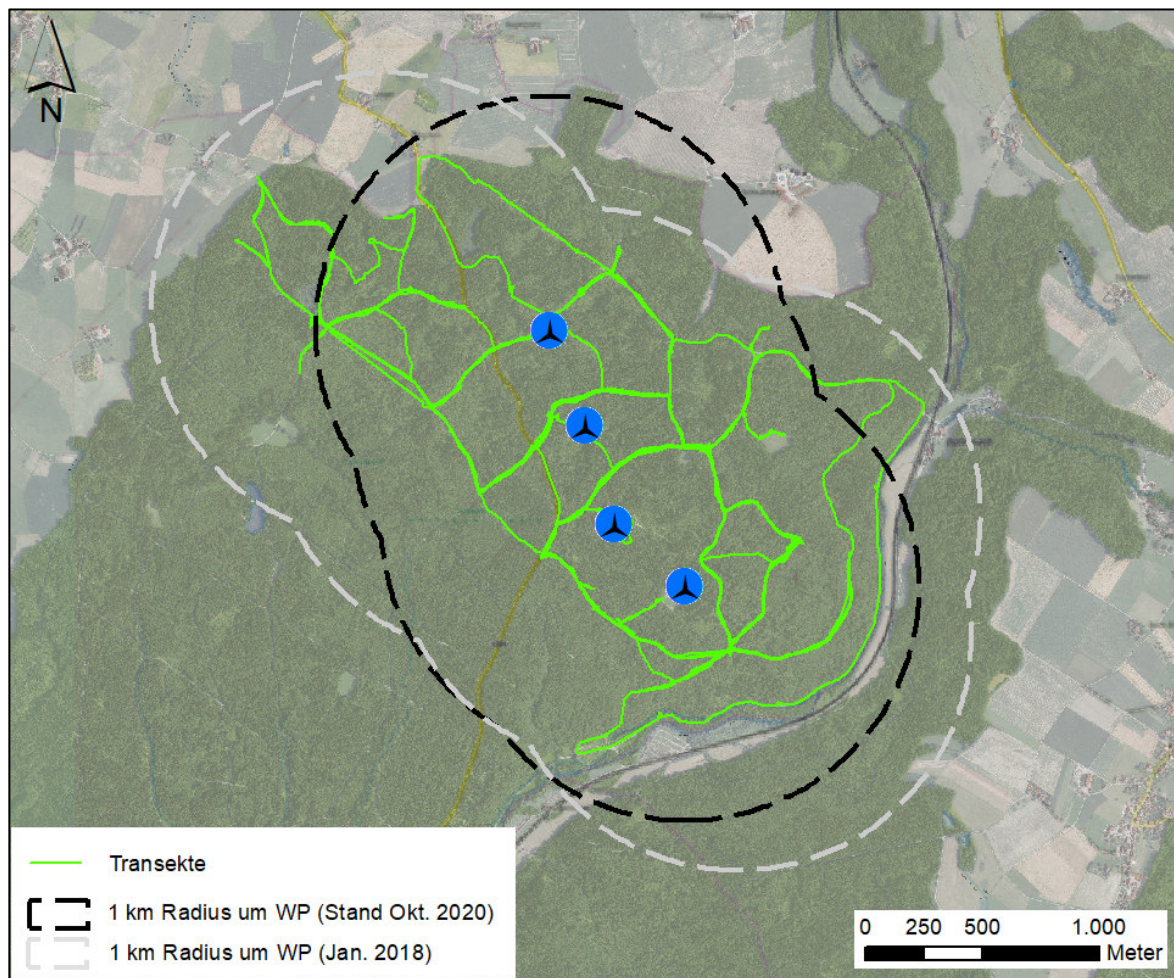 N
Transekte
1 km Radius um WP (Stand Okt. 2020)
1 km Radius um WP (Jan. 2018)
0 250 500 1.000
Meter